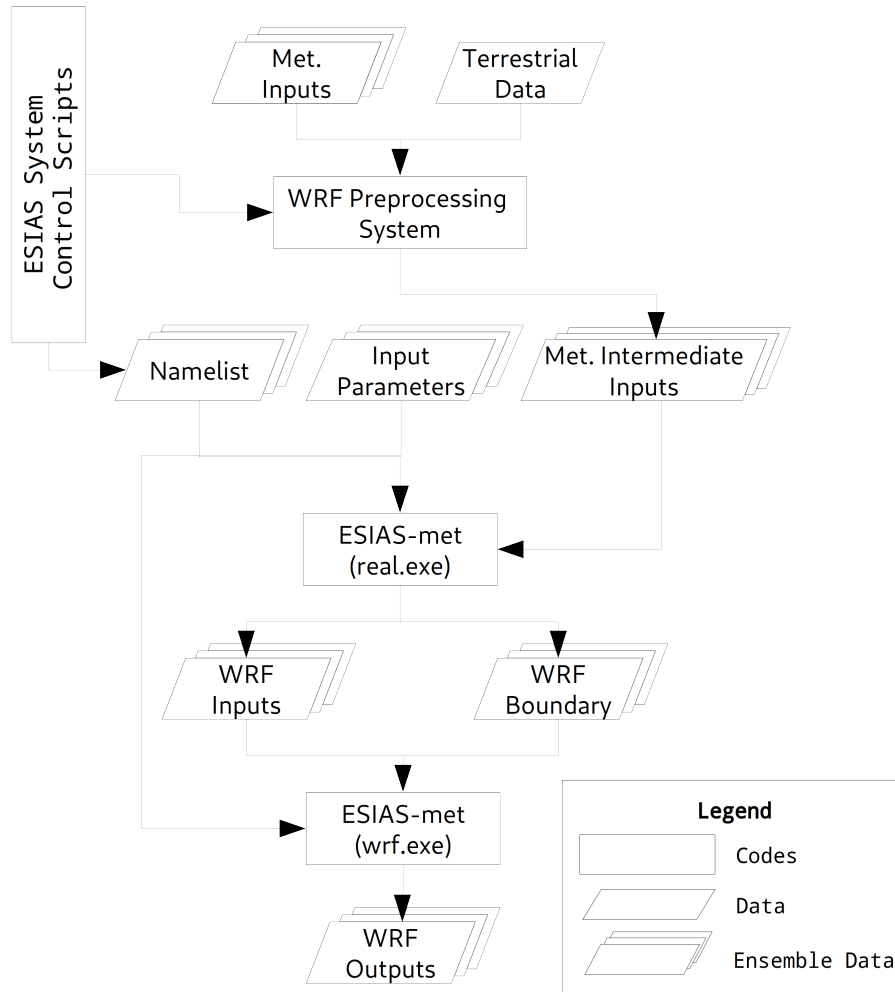 ESIAS System
Control Scripts
Met.
Inputs
Terrestrial
Data
WRF Preprocessing
System
Namelist
Input
Parameters
Met. Intermediate
Inputs
ESIAS-met
(real.exe)
WRF
Inputs
WRF
Boundary
ESIAS-met
(wrf.exe)
WRF
Outputs
Legend
Codes
Data
Ensemble Data